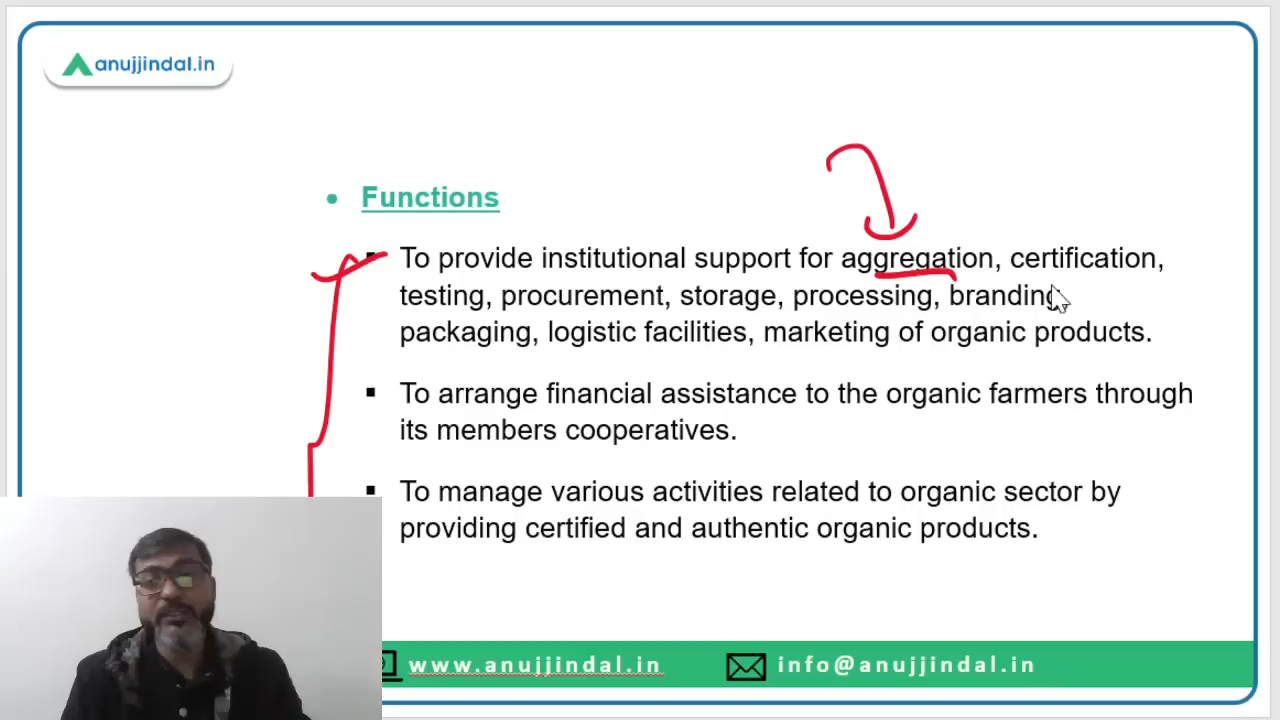 anujjindal.in
Functions
To provide institutional support for aggregation, certification,
testing, procurement, storage, processing, branding
packaging, logistic facilities, marketing of organic products.
To arrange financial assistance to the organic farmers through
its members cooperatives.
To manage various activities related to organic sector by
providing certified and authentic organic products.
www.anujjindal.in
info@anujjindal.in